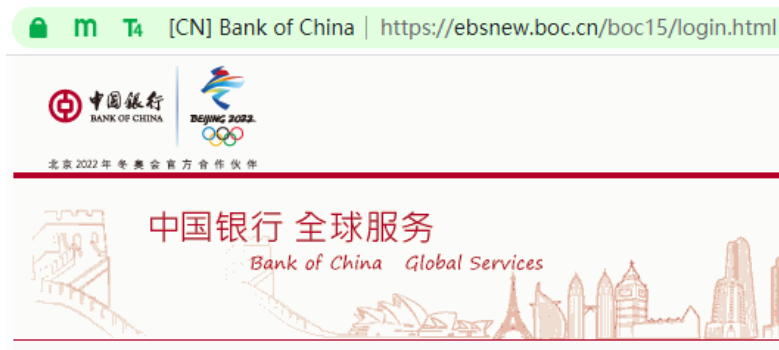 m T4 [CN] Bank of China | https://ebsnew.boc.cn/boc15/login.html
中国银行
BANK OF CHINA
BEIJING 2022
北京2022年冬奥会官方合作伙伴
中国银行 全球服务
Bank of China Global Services